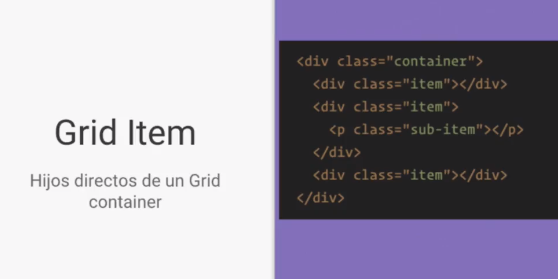 Grid Item
Hijos directos de un Grid
container
<div class="container">
<div class="item"></div>
<div class="item">
<p class="sub-item"></p>
</div>
<div class="item"></div>
</div>